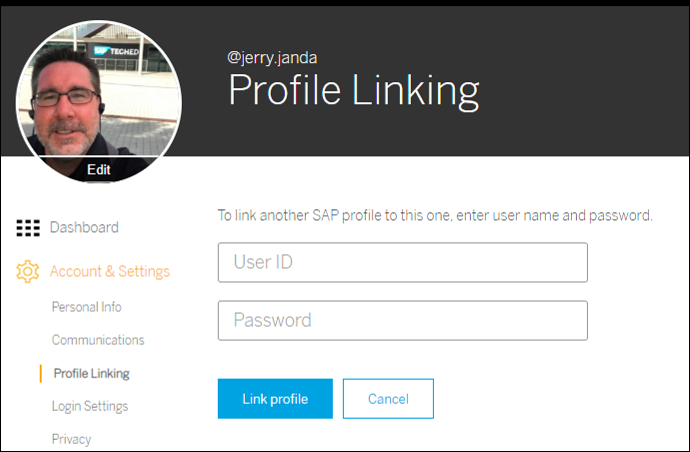 @jerry.janda
Profile Linking
SAP TECHED
Edit
Dashboard
Account & Settings
Personal Info
Communications
Profile Linking
Login Settings
Privacy
To link another SAP profile to this one, enter user name and password.
User ID
Password
Link profile
Cancel